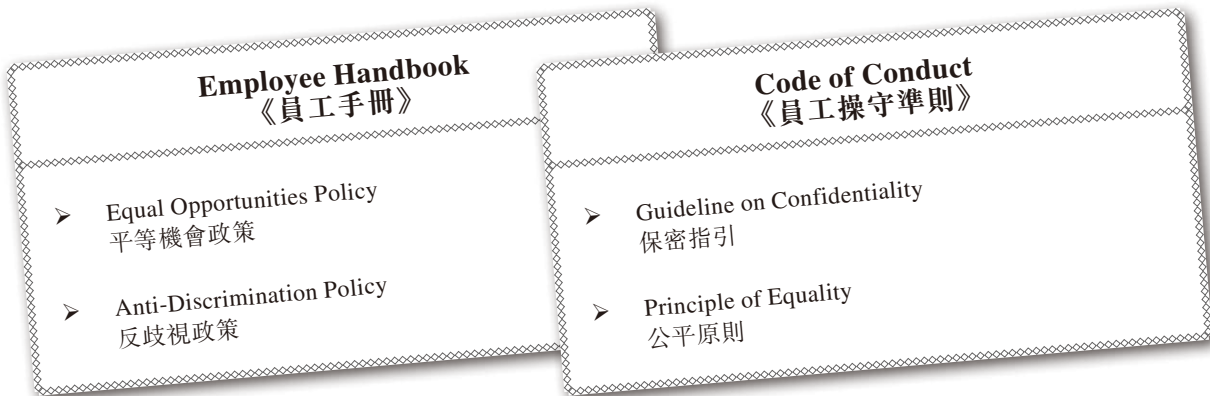 Employee Handbook
《員工手冊》
➢ Equal Opportunities Policy
平等機會政策
➢ Anti-Discrimination Policy
反歧視政策
Code of Conduct
《員工操守準則》
➢ Guideline on Confidentiality
保密指引
➢ Principle of Equality
公平原則